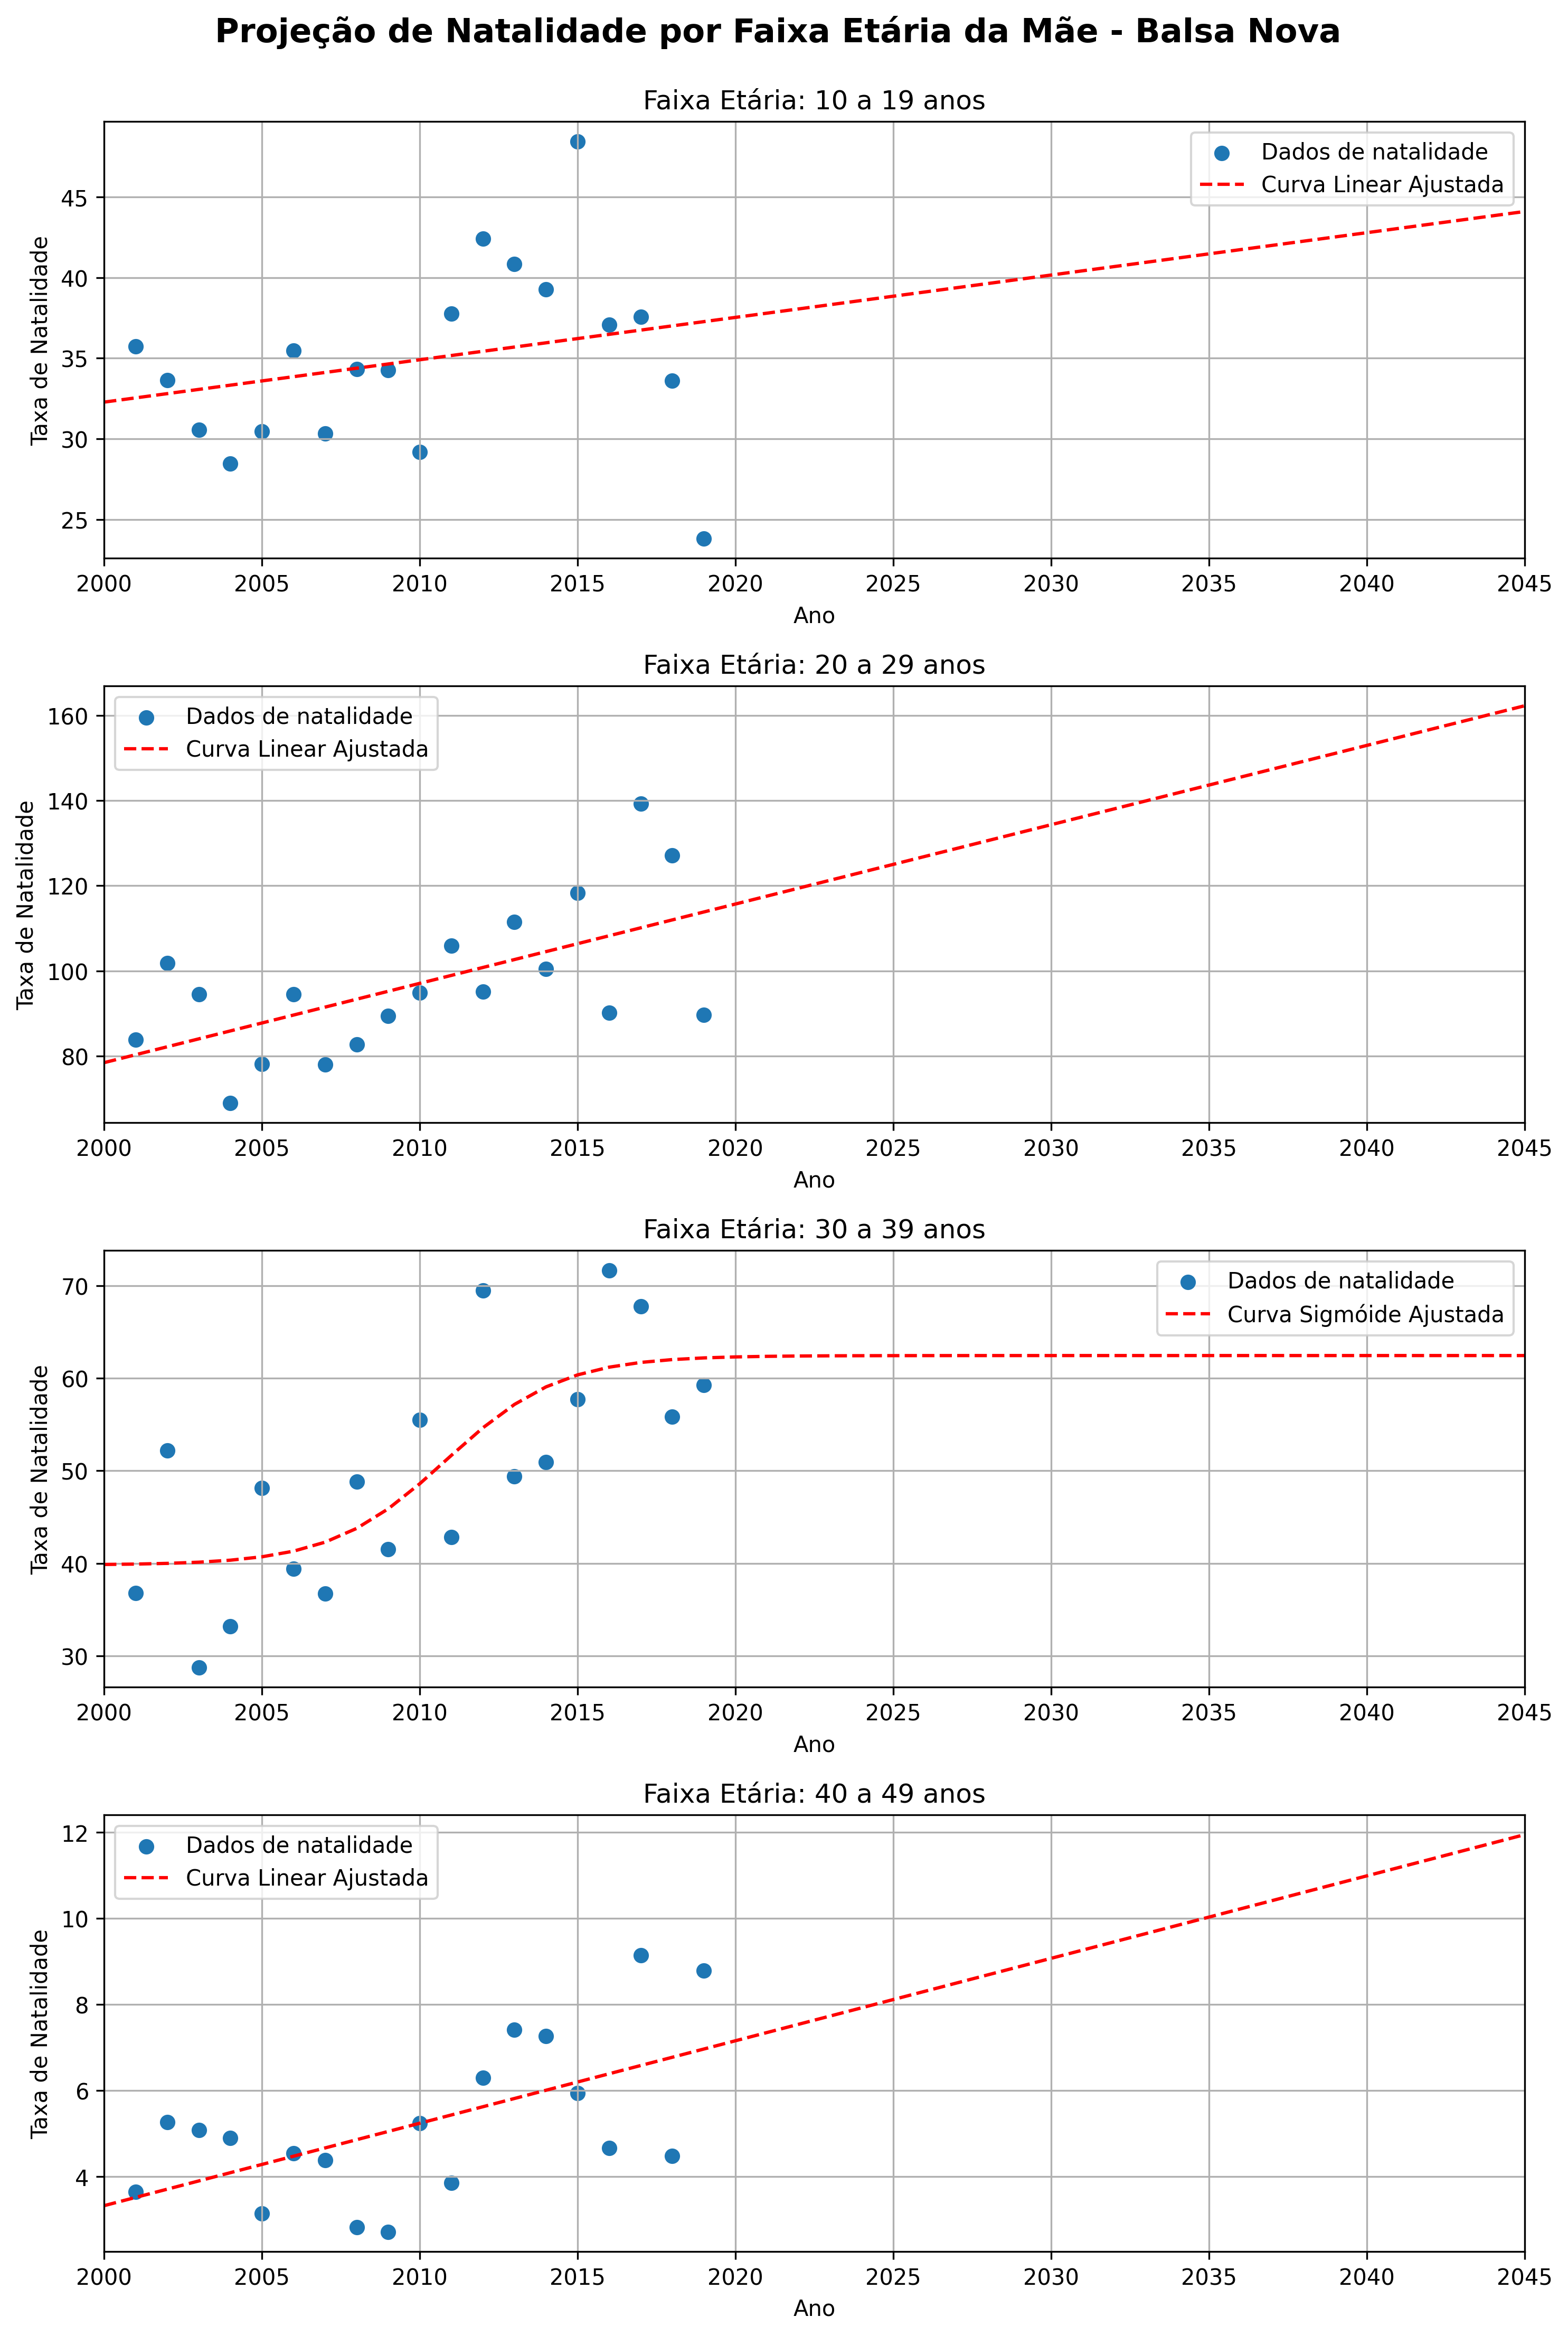 Projeção de Natalidade por Faixa Etária da Mãe - Balsa Nova
Faixa Etária: 10 a 19 anos
Dados de natalidade
Curva Linear Ajustada
Taxa de Natalidade
45
40
35
30
25
2000 2005 2010 2015 2020 2025 2030 2035 2040 2045
Ano
Faixa Etária: 20 a 29 anos
Dados de natalidade
Curva Linear Ajustada
Taxa de Natalidade
160
140
120
100
80
2000 2005 2010 2015 2020 2025 2030 2035 2040 2045
Ano
Faixa Etária: 30 a 39 anos
Dados de natalidade
Curva Sigmóide Ajustada
Taxa de Natalidade
70
60
50
40
30
2000 2005 2010 2015 2020 2025 2030 2035 2040 2045
Ano
Faixa Etária: 40 a 49 anos
Dados de natalidade
Curva Linear Ajustada
Taxa de Natalidade
12
10
8
6
4
2000 2005 2010 2015 2020 2025 2030 2035 2040 2045
Ano